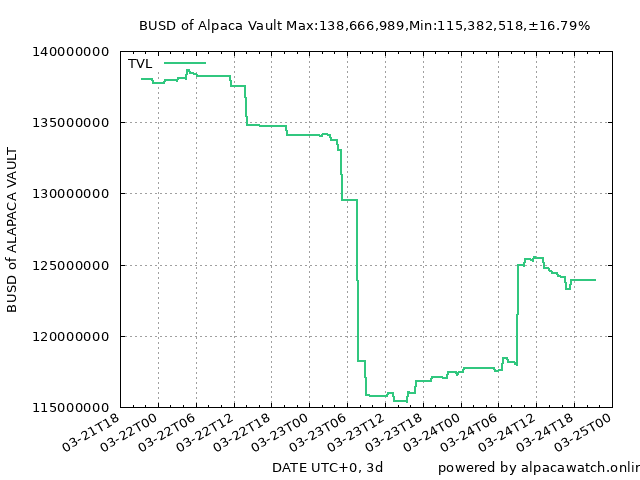 BUSD of Alpaca Vault Max:138,666,989,Min:115,382,518,±16.79%
TVL
BUSD of ALAPACA VAULT
140000000
135000000
130000000
125000000
120000000
115000000
03-21T18
03-22T00
03-22T06
03-22T12
03-22T18
03-23T00
03-23T06
03-23T12
03-23T18
03-24T00
03-24T06
03-24T12
03-24T18
03-25T00
DATE UTC+0, 3d
powered by alpacawatch.onlin